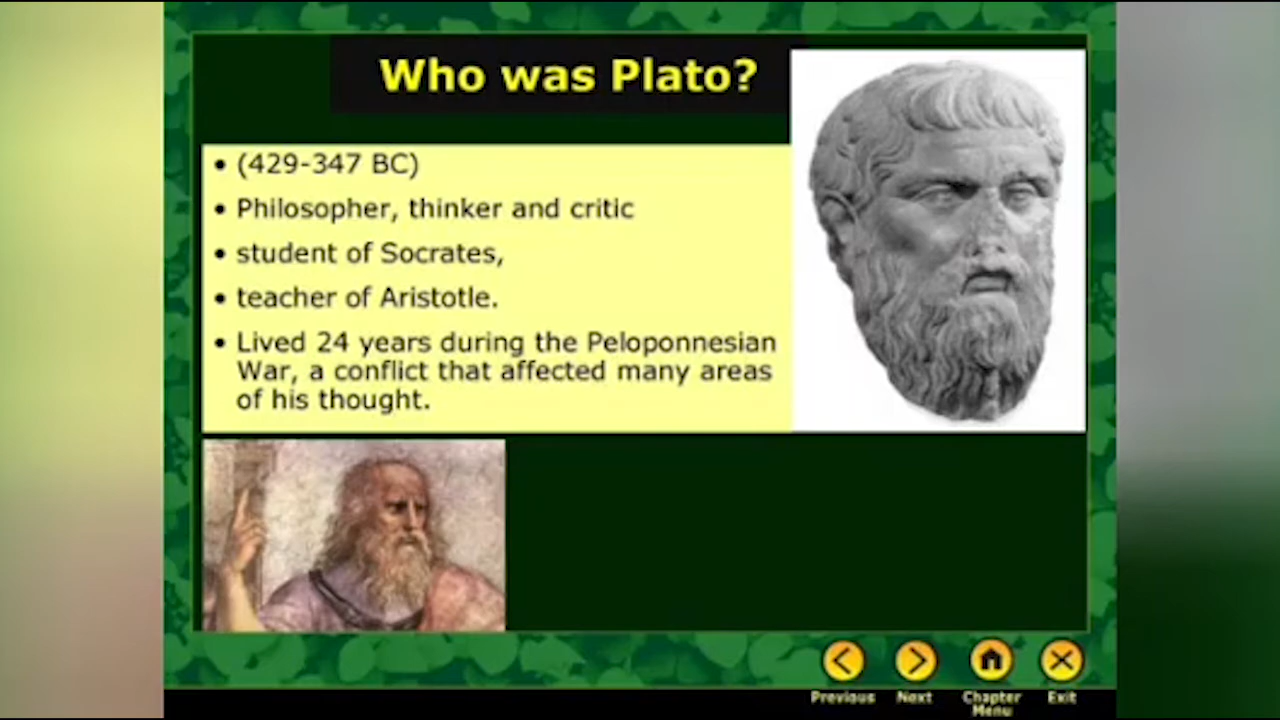 Who was Plato?
• (429-347 BC)
• Philosopher, thinker and critic
• student of Socrates,
• teacher of Aristotle.
• Lived 24 years during the Peloponnesian
War, a conflict that affected many areas
of his thought.
Previous
Next
Chapter
Menu
Exit